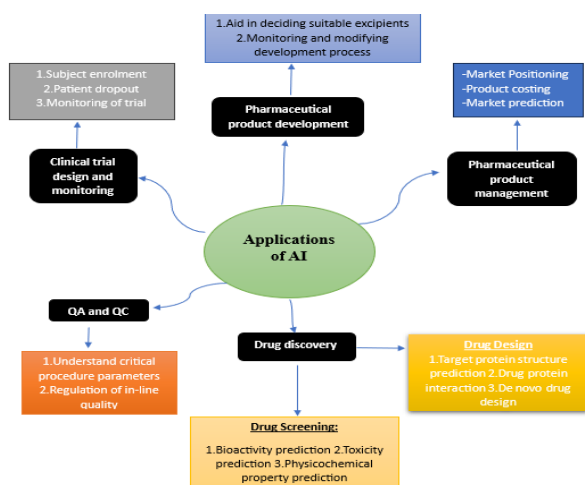 1.Aid in deciding suitable excipients
2.Monitoring and modifying
development process
1.Subject enrolment
2.Patient dropout
3.Monitoring of trial
-Market Positioning
-Product costing
-Market prediction
Pharmaceutical
product development
Clinical trial
design and
monitoring
Pharmaceutical
product
management
Applications
of AI
QA and QC
Drug discovery
1.Understand critical
procedure parameters
2.Regulation of in-line
quality
Drug Design
1.Target protein structure
prediction 2.Drug protein
interaction 3.De novo drug
design
Drug Screening:
1.Bioactivity prediction 2.Toxicity
prediction 3.Physicochemical
property prediction